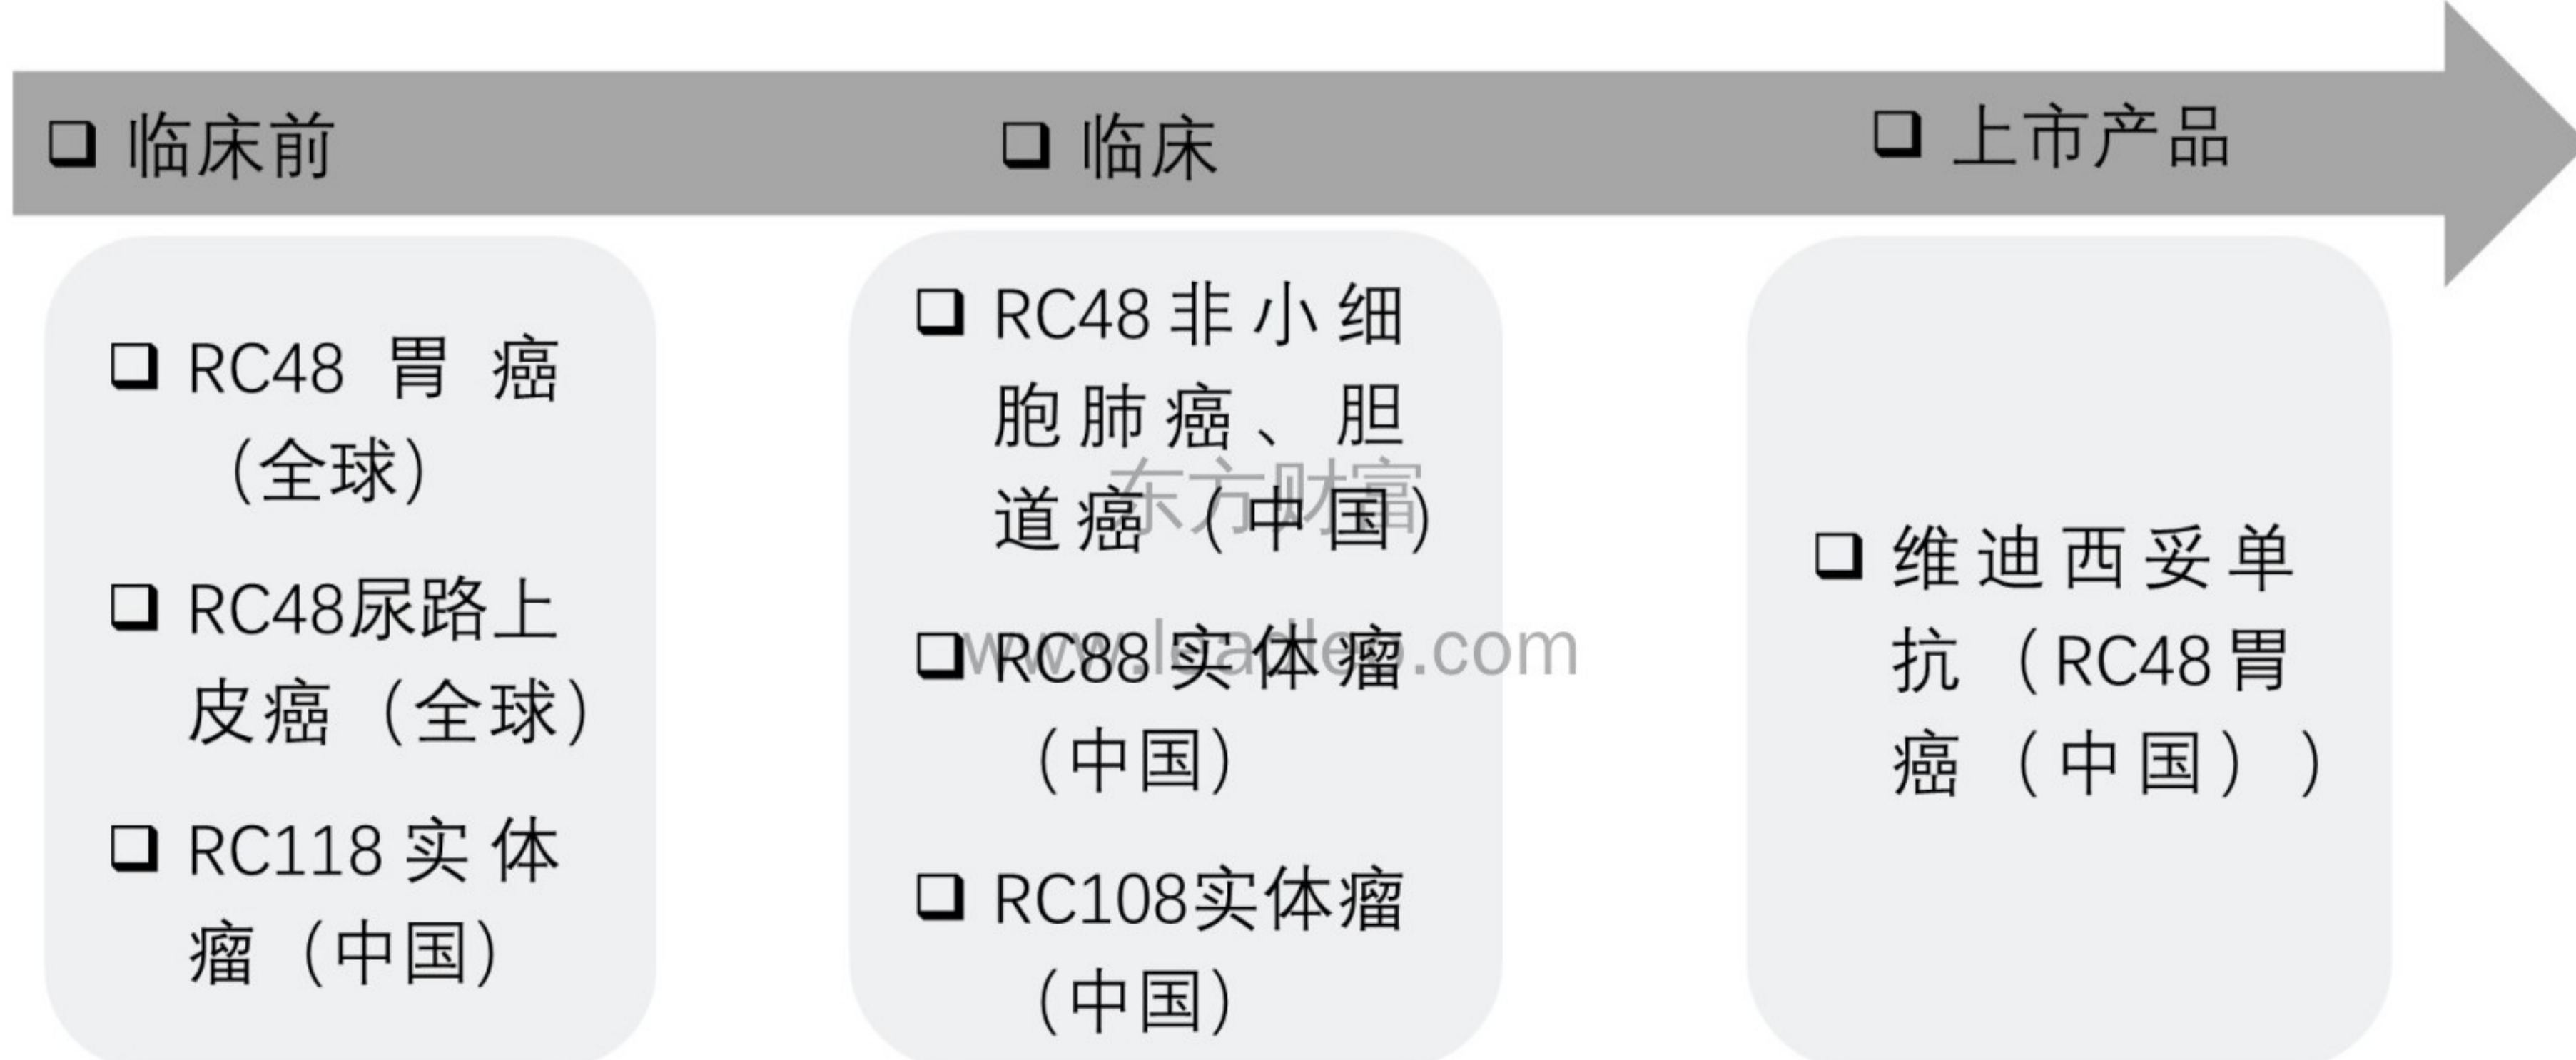 临床前
临床
上市产品
RC48 胃 癌
（全球）
RC48尿路上
皮癌（全球）
RC118 实 体
瘤（中国）
RC48 非 小 细
胞 肺 癌 、 胆
道 癌 （中 国）
RC88 实 体 瘤
（中国）
RC108实体瘤
（中国）
维 迪 西 妥 单
抗 （RC48 胃
癌 （中 国） ）
东方财富
www.leadleo.com